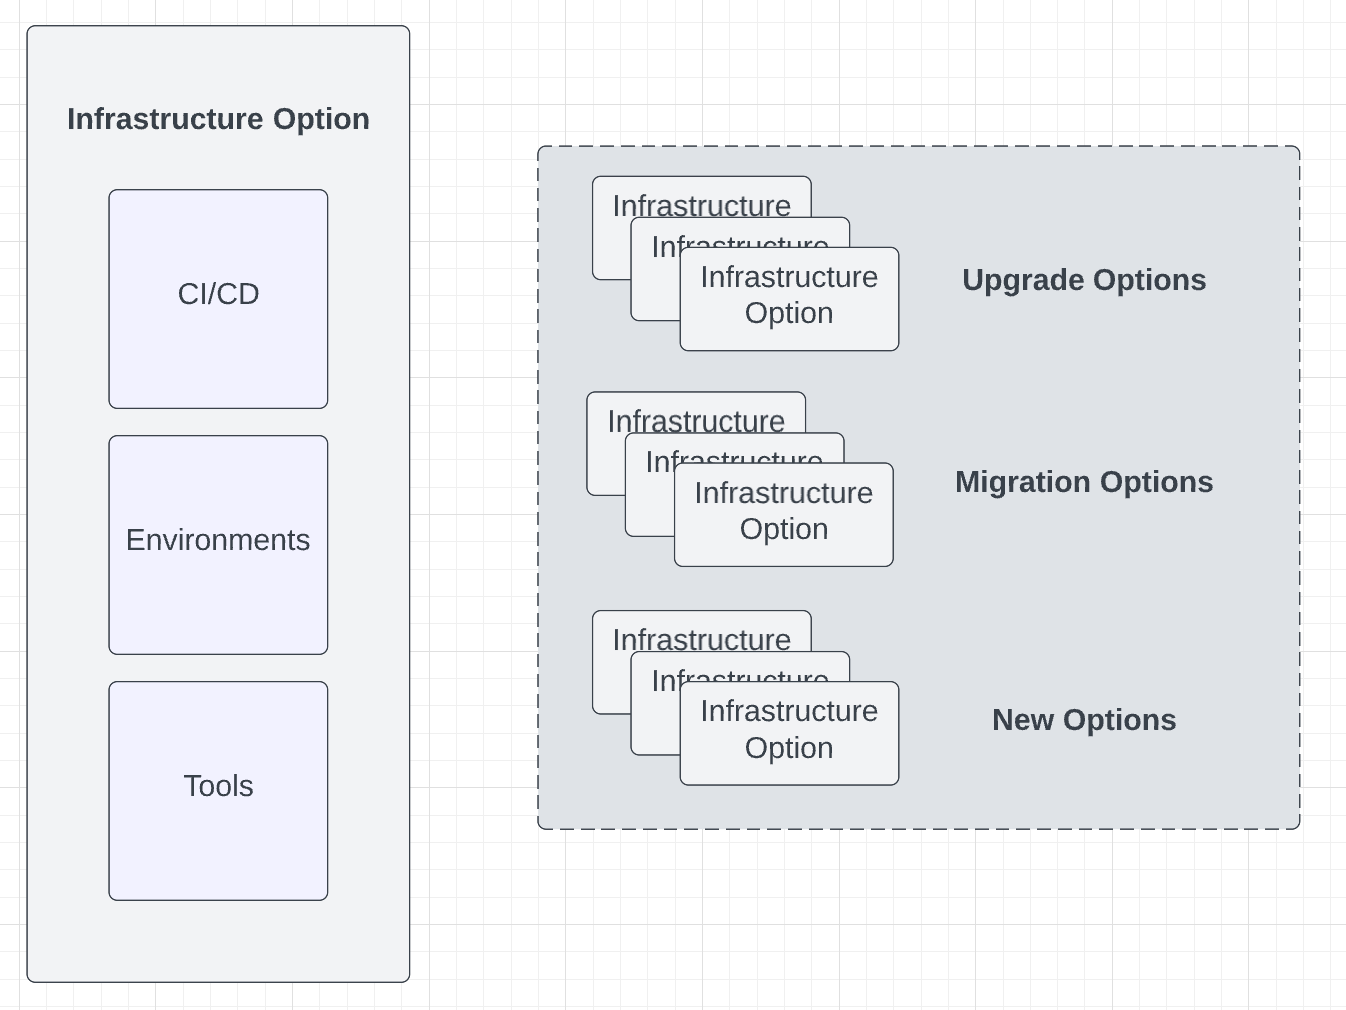 Infrastructure Option
CI/CD
Environments
Tools
Infrastructure
Infrastructure
Infrastructure
Option
Upgrade Options
Infrastructure
Infrastructure
Infrastructure
Option
Migration Options
Infrastructure
Infrastructure
Infrastructure
Option
New Options